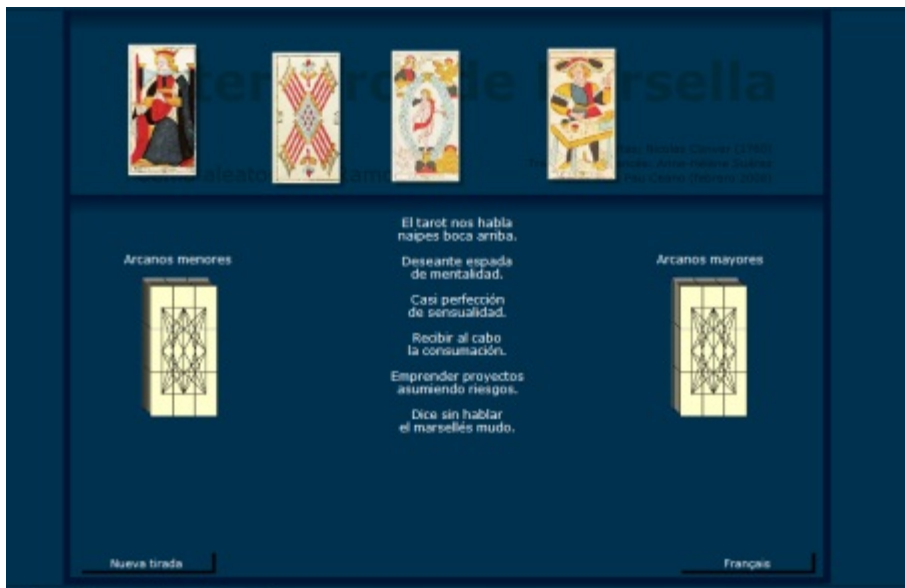 de
El tarot nos habla
naipes boca arriba.
Arcanos menores
Deseante espada
de mentalidad.
Arcanos mayores
Casi perfección
de sensualidad.
Recibir al cabo
la consumación.
Emprender proyectos
asumiendo riesgos.
Dice sin hablar
el marsellés mudo.
Nueva tirada
Français